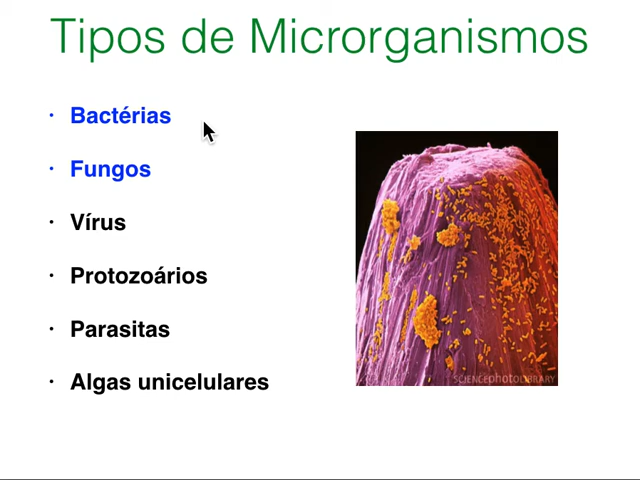 Tipos de Microrganismos
• Bactérias
• Fungos
• Vírus
• Protozoários
• Parasitas
• Algas unicelulares
SCIENCEphotoLIBRARY